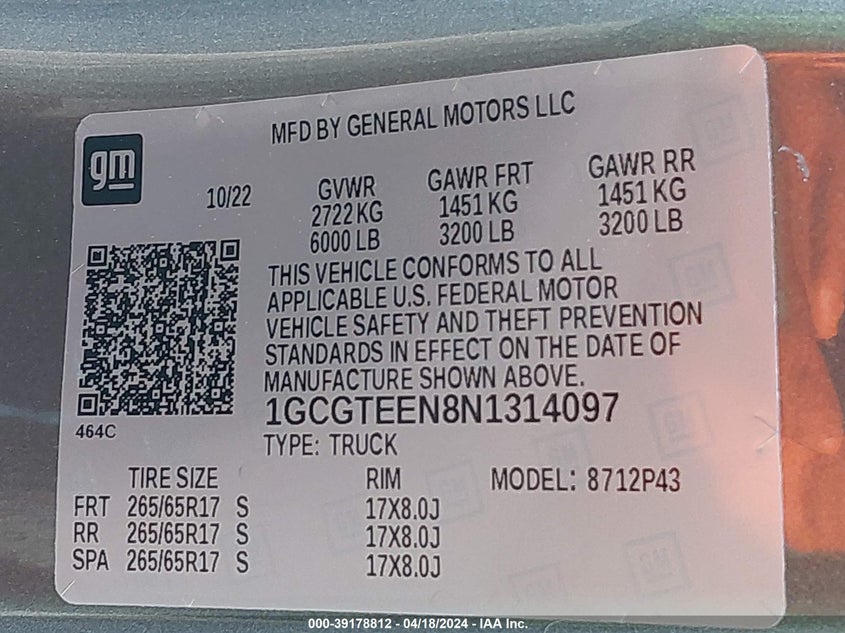 MFD BY GENERAL MOTORS LLC
gm
10/22
GVWR GAWR FRT GAWR RR
2722 KG 1451 KG 1451 KG
6000 LB 3200 LB 3200 LB
THIS VEHICLE CONFORMS TO ALL
APPLICABLE U.S. FEDERAL MOTOR
VEHICLE SAFETY AND THEFT PREVENTION
STANDARDS IN EFFECT ON THE DATE OF
MANUFACTURE SHOWN ABOVE.
464C
1GCGTEEN8N1314097
TYPE: TRUCK
TIRE SIZE RIM MODEL: 8712P43
FRT 265/65R17 S 17X8.0J
RR 265/65R17 S 17X8.0J
SPA 265/65R17 S 17X8.0J
000-39178812 - 04/18/2024 - IAA Inc.